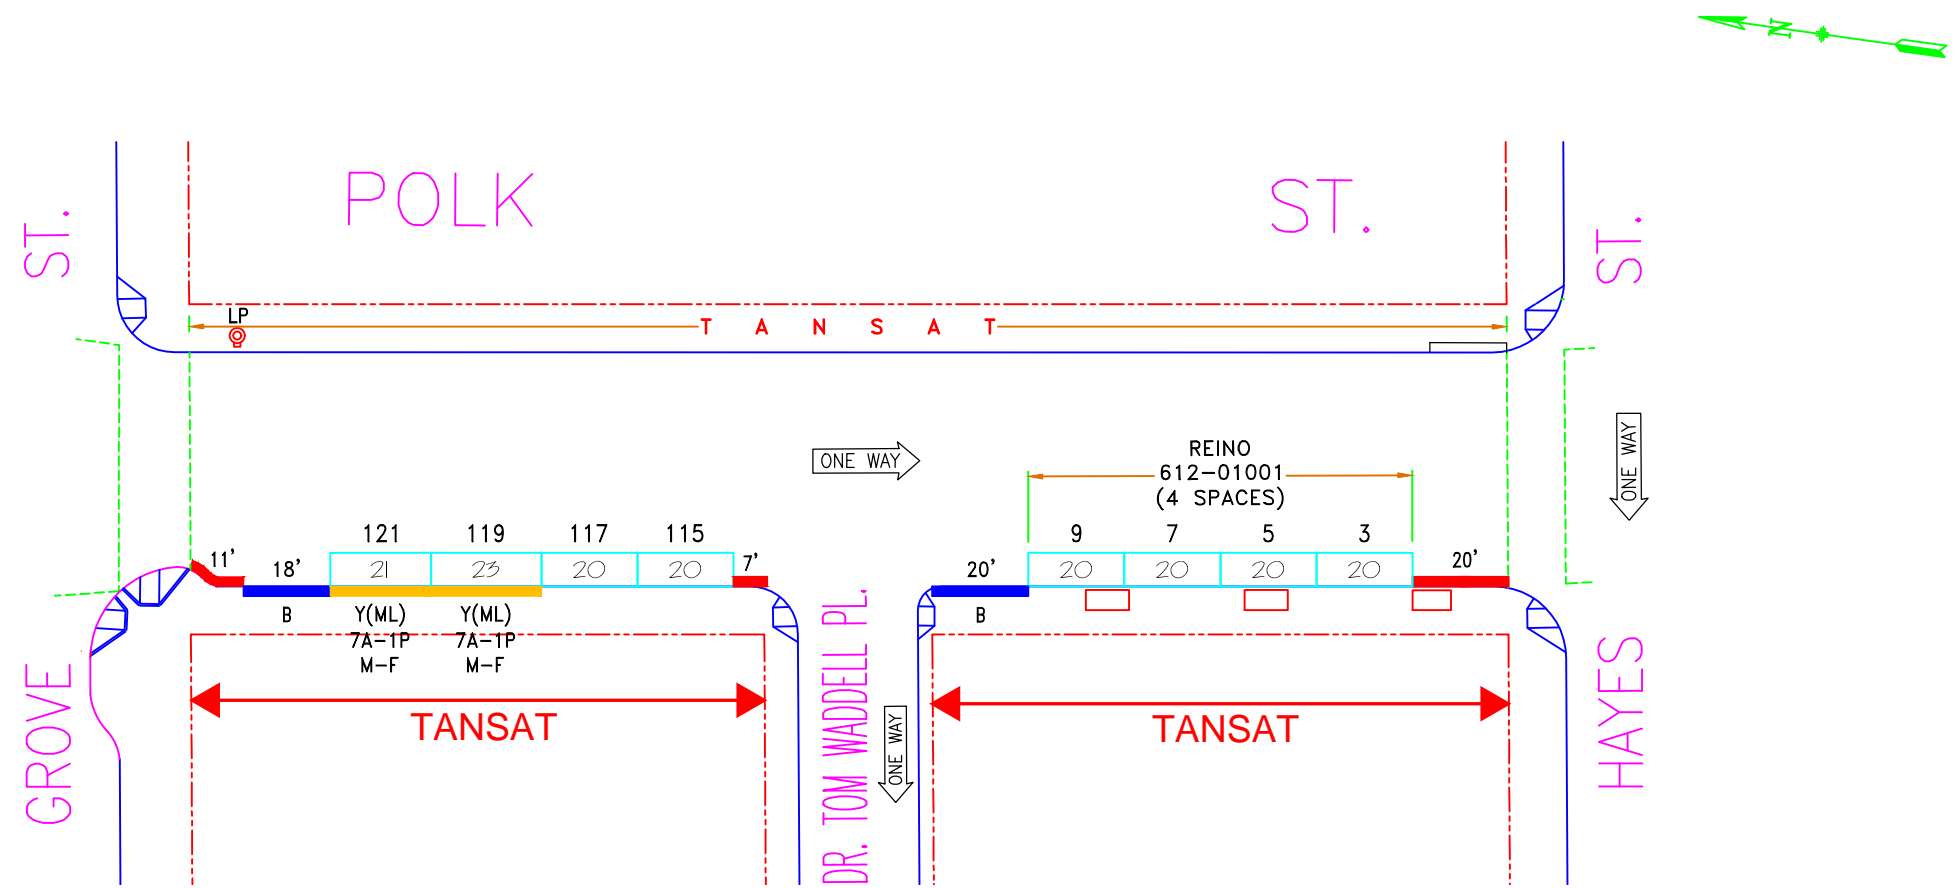 N
POLK ST.
ST.
ST.
LP
T A N S A T
ONE WAY
ONE WAY
REINO
612-01001
(4 SPACES)
121 119 117 115
9 7 5 3
11' 18' 21 23 20 20 7'
20' 20 20 20 20 20'
B Y(ML) Y(ML) B
7A-1P 7A-1P
M-F M-F
TANSAT
TANSAT
GROVE
DR. TOM WADDELL PL.
ONE WAY
HAYES